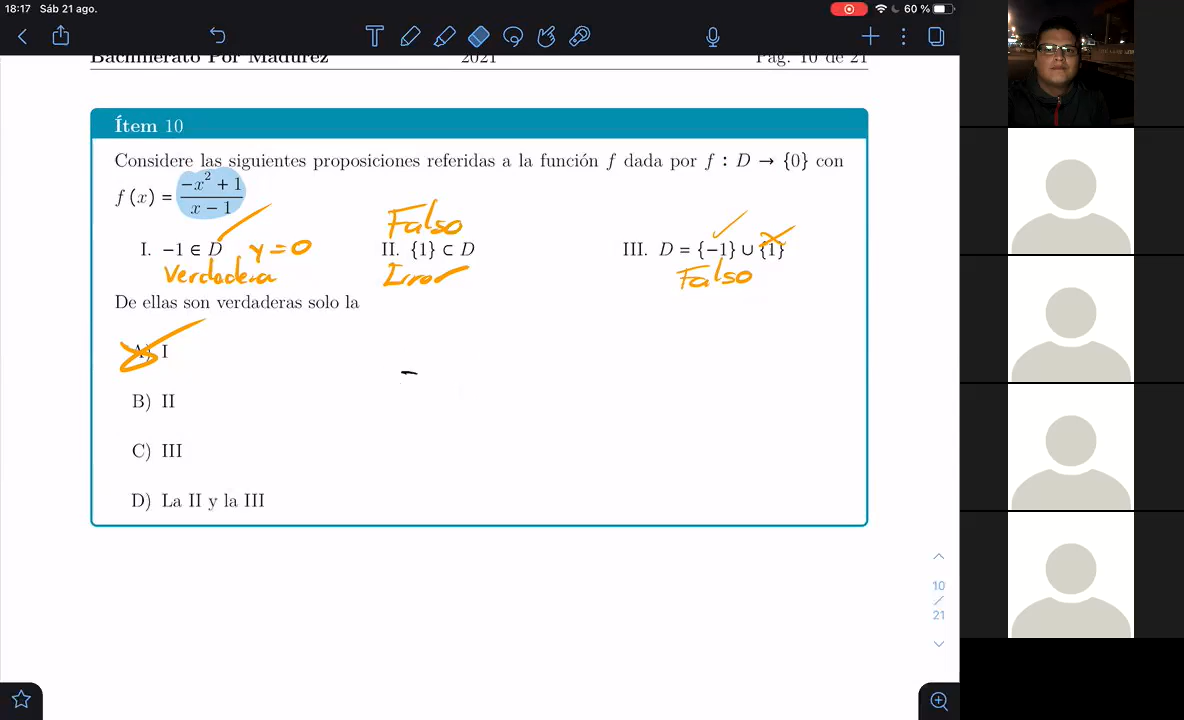 18:17 Sáb 21 ago.
60 %
Bachillerato Por Madurez 2021 Pág. 10 de 21
Ítem 10
Considere las siguientes proposiciones referidas a la función f dada por f : D → {0} con
f(x) = (−x² + 1)/(x − 1)
Falso
I. −1 ∈ D y = 0 II. {1} ⊂ D III. D = {−1} ∪ {1}
Verdadera Error Falso
De ellas son verdaderas solo la
A) I
B) II
C) III
D) La II y la III
10
/
21